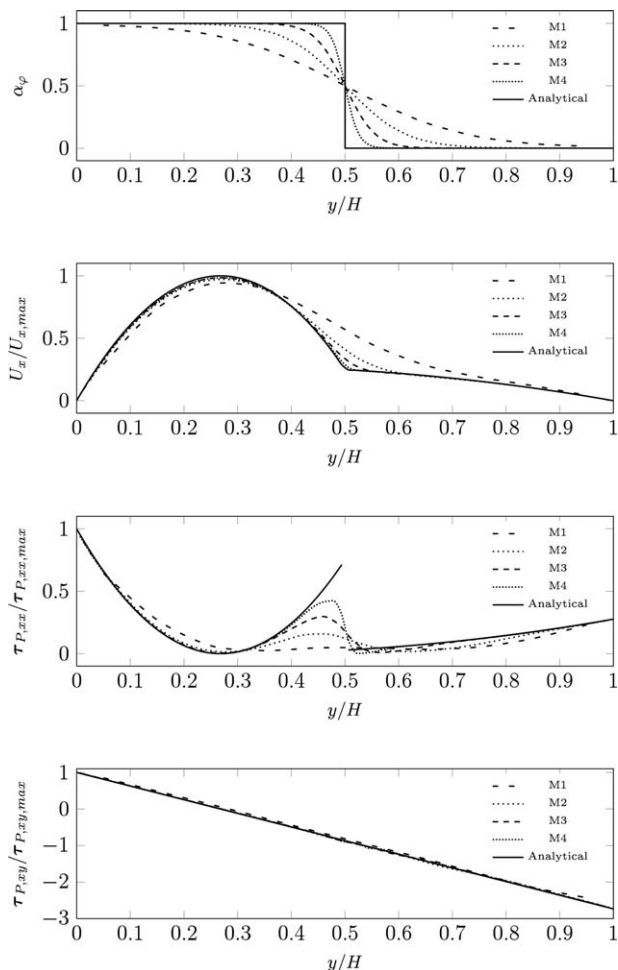 1
0.5
0
α_φ
M1
M2
M3
M4
Analytical
0 0.1 0.2 0.3 0.4 0.5 0.6 0.7 0.8 0.9 1
y/H
1
0.5
0
U_x/U_{x,max}
M1
M2
M3
M4
Analytical
0 0.1 0.2 0.3 0.4 0.5 0.6 0.7 0.8 0.9 1
y/H
1
0.5
0
τ_{P,xx}/τ_{P,xx,max}
M1
M2
M3
M4
Analytical
0 0.1 0.2 0.3 0.4 0.5 0.6 0.7 0.8 0.9 1
y/H
1
0
−1
−2
−3
τ_{P,xy}/τ_{P,xy,max}
M1
M2
M3
M4
Analytical
0 0.1 0.2 0.3 0.4 0.5 0.6 0.7 0.8 0.9 1
y/H